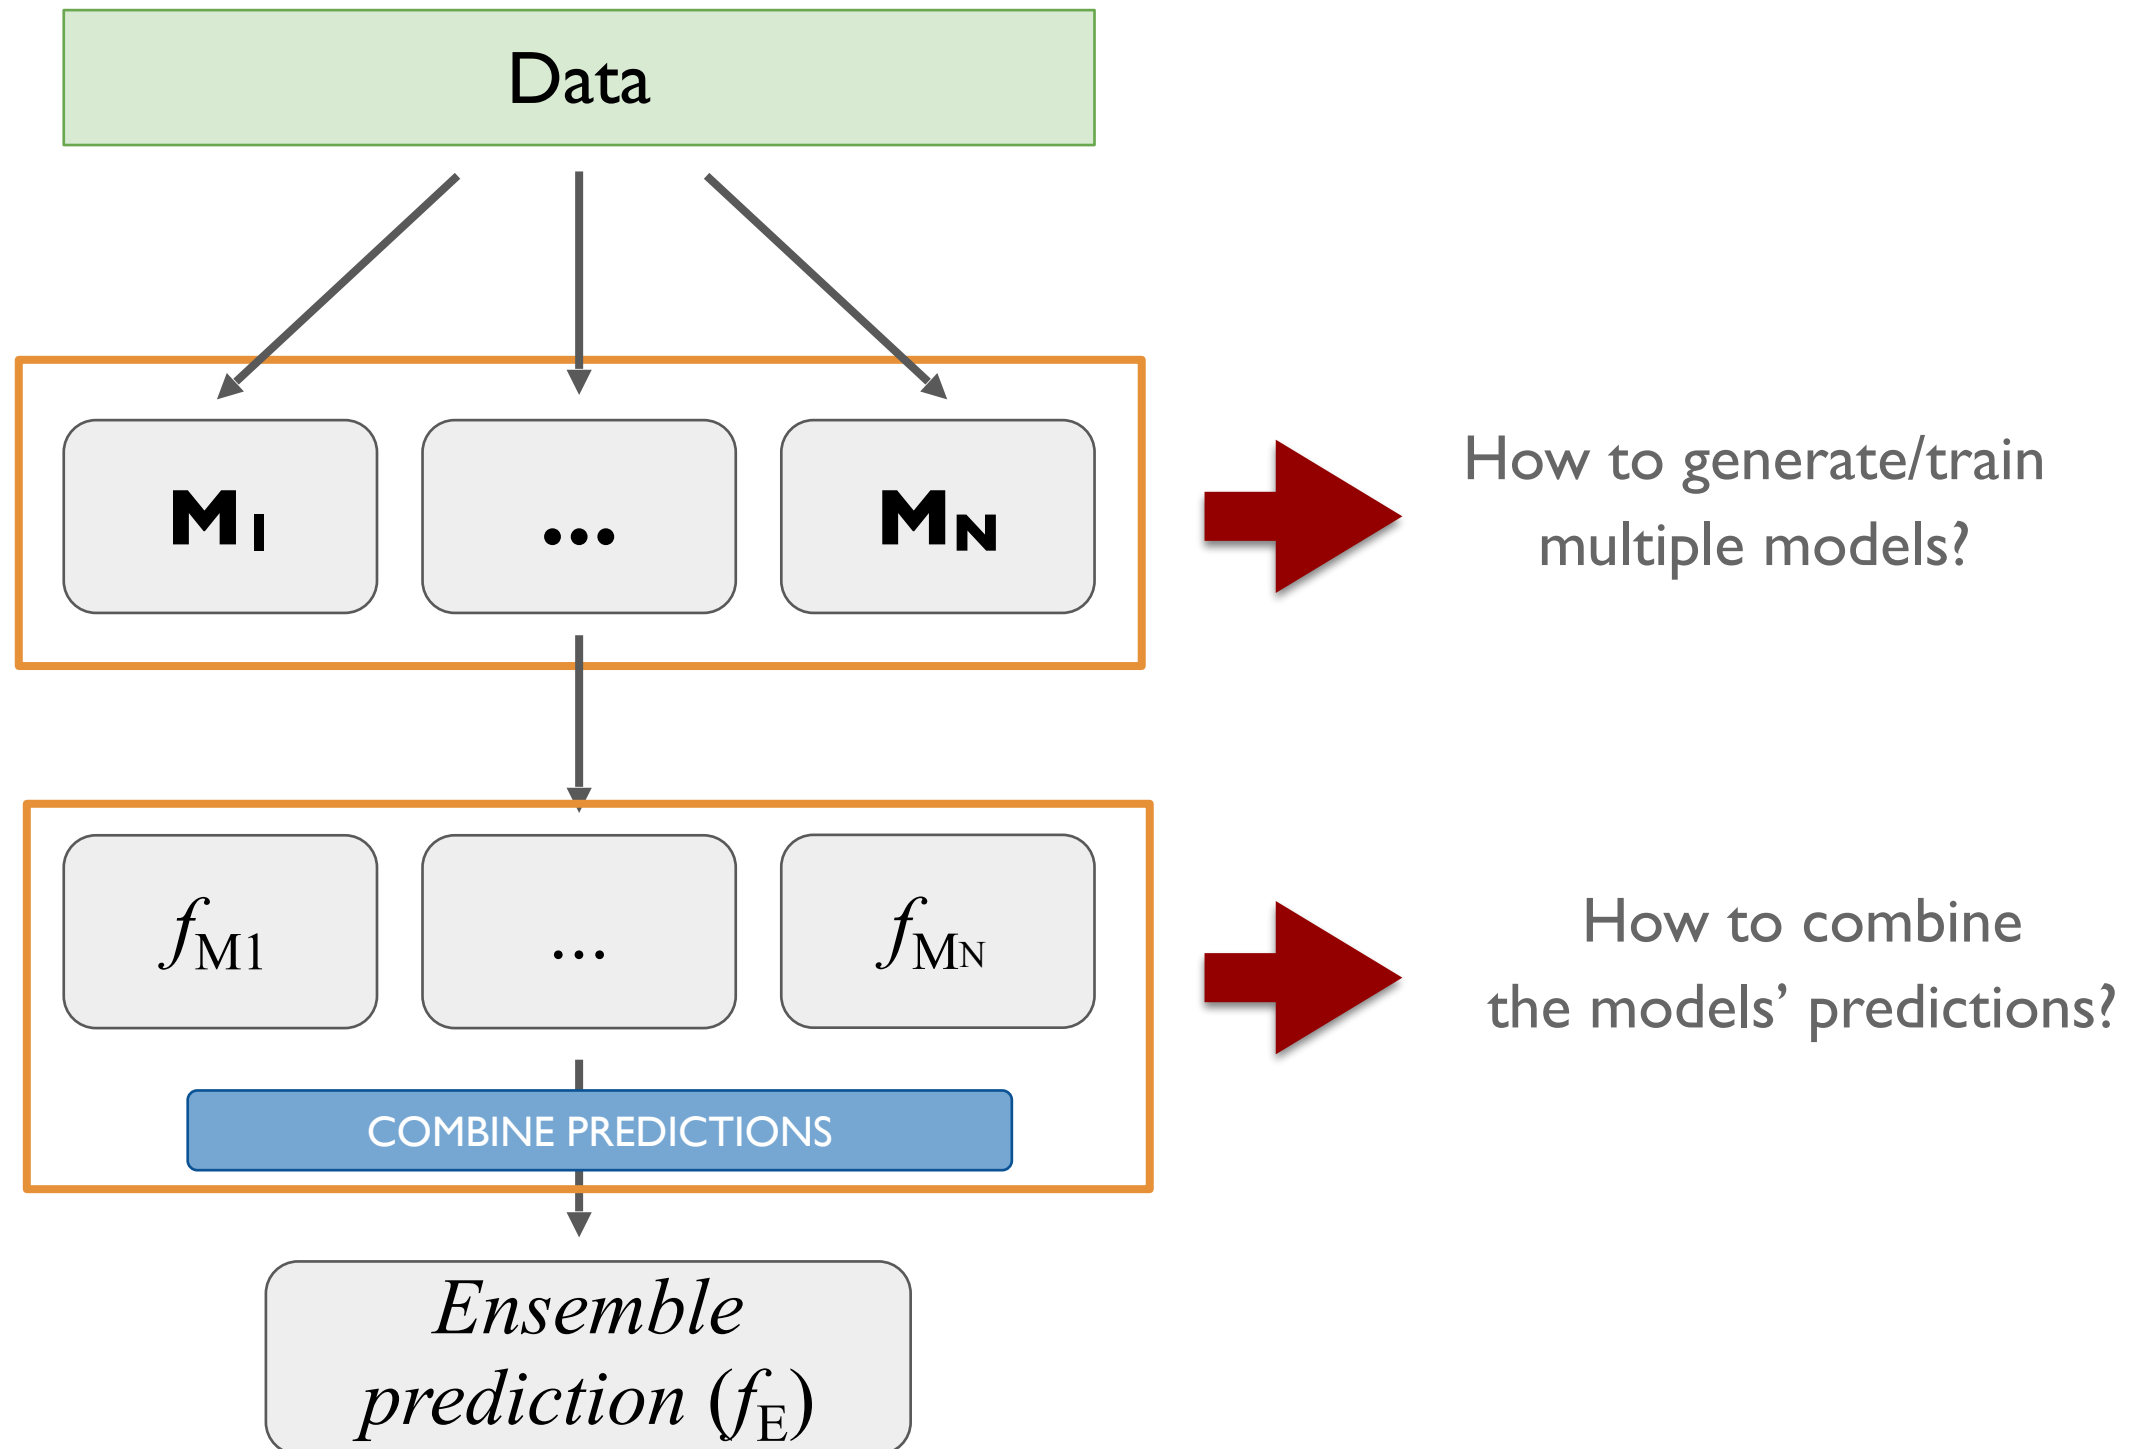 Data
M1 ... MN
How to generate/train
multiple models?
fM1 ... fMN
How to combine
the models’ predictions?
COMBINE PREDICTIONS
Ensemble
prediction (fE)